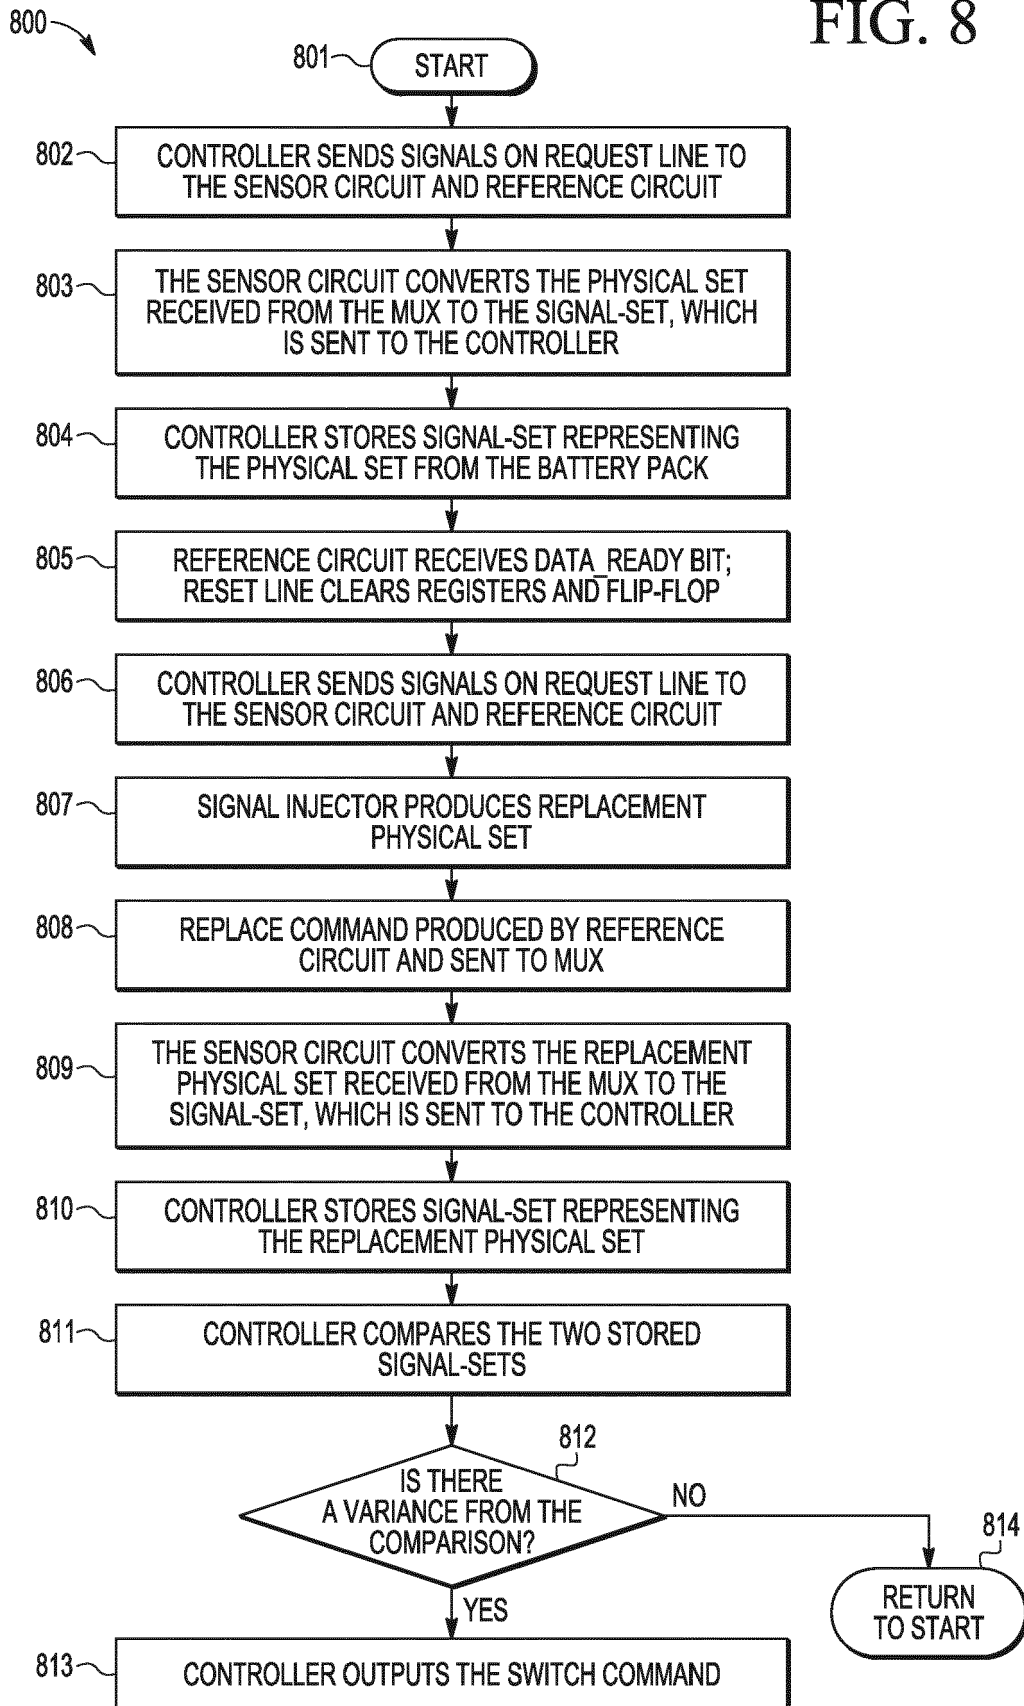 800
FIG. 8
801
START
802
CONTROLLER SENDS SIGNALS ON REQUEST LINE TO
THE SENSOR CIRCUIT AND REFERENCE CIRCUIT
803
THE SENSOR CIRCUIT CONVERTS THE PHYSICAL SET
RECEIVED FROM THE MUX TO THE SIGNAL-SET, WHICH
IS SENT TO THE CONTROLLER
804
CONTROLLER STORES SIGNAL-SET REPRESENTING
THE PHYSICAL SET FROM THE BATTERY PACK
805
REFERENCE CIRCUIT RECEIVES DATA_READY BIT;
RESET LINE CLEARS REGISTERS AND FLIP-FLOP
806
CONTROLLER SENDS SIGNALS ON REQUEST LINE TO
THE SENSOR CIRCUIT AND REFERENCE CIRCUIT
807
SIGNAL INJECTOR PRODUCES REPLACEMENT
PHYSICAL SET
808
REPLACE COMMAND PRODUCED BY REFERENCE
CIRCUIT AND SENT TO MUX
809
THE SENSOR CIRCUIT CONVERTS THE REPLACEMENT
PHYSICAL SET RECEIVED FROM THE MUX TO THE
SIGNAL-SET, WHICH IS SENT TO THE CONTROLLER
810
CONTROLLER STORES SIGNAL-SET REPRESENTING
THE REPLACEMENT PHYSICAL SET
811
CONTROLLER COMPARES THE TWO STORED
SIGNAL-SETS
812
IS THERE
A VARIANCE FROM THE
COMPARISON?
NO
814
RETURN
TO START
YES
813
CONTROLLER OUTPUTS THE SWITCH COMMAND